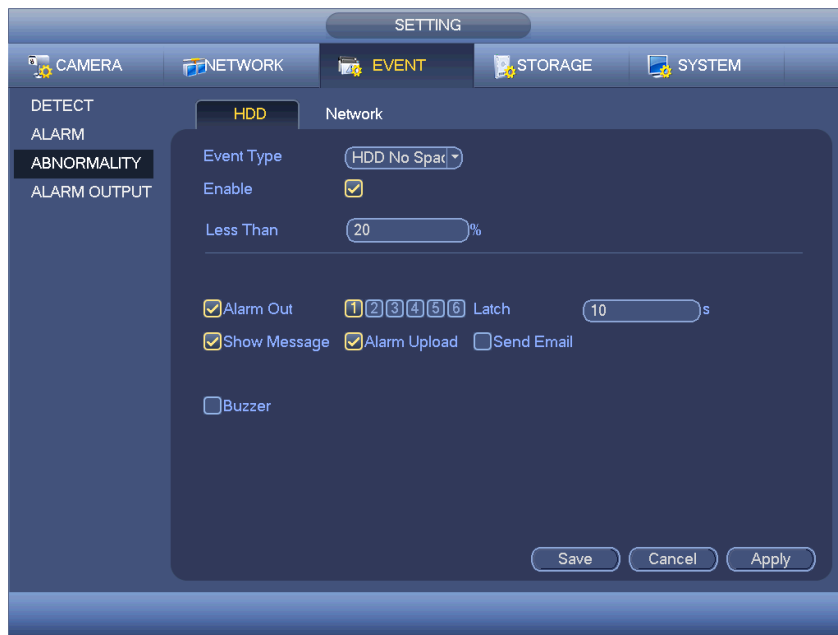 SETTING
CAMERA NETWORK EVENT STORAGE SYSTEM
DETECT
ALARM
ABNORMALITY
ALARM OUTPUT
HDD Network
Event Type HDD No Spac
Enable
Less Than 20 %
Alarm Out 1 2 3 4 5 6 Latch 10 s
Show Message Alarm Upload Send Email
Buzzer
Save Cancel Apply